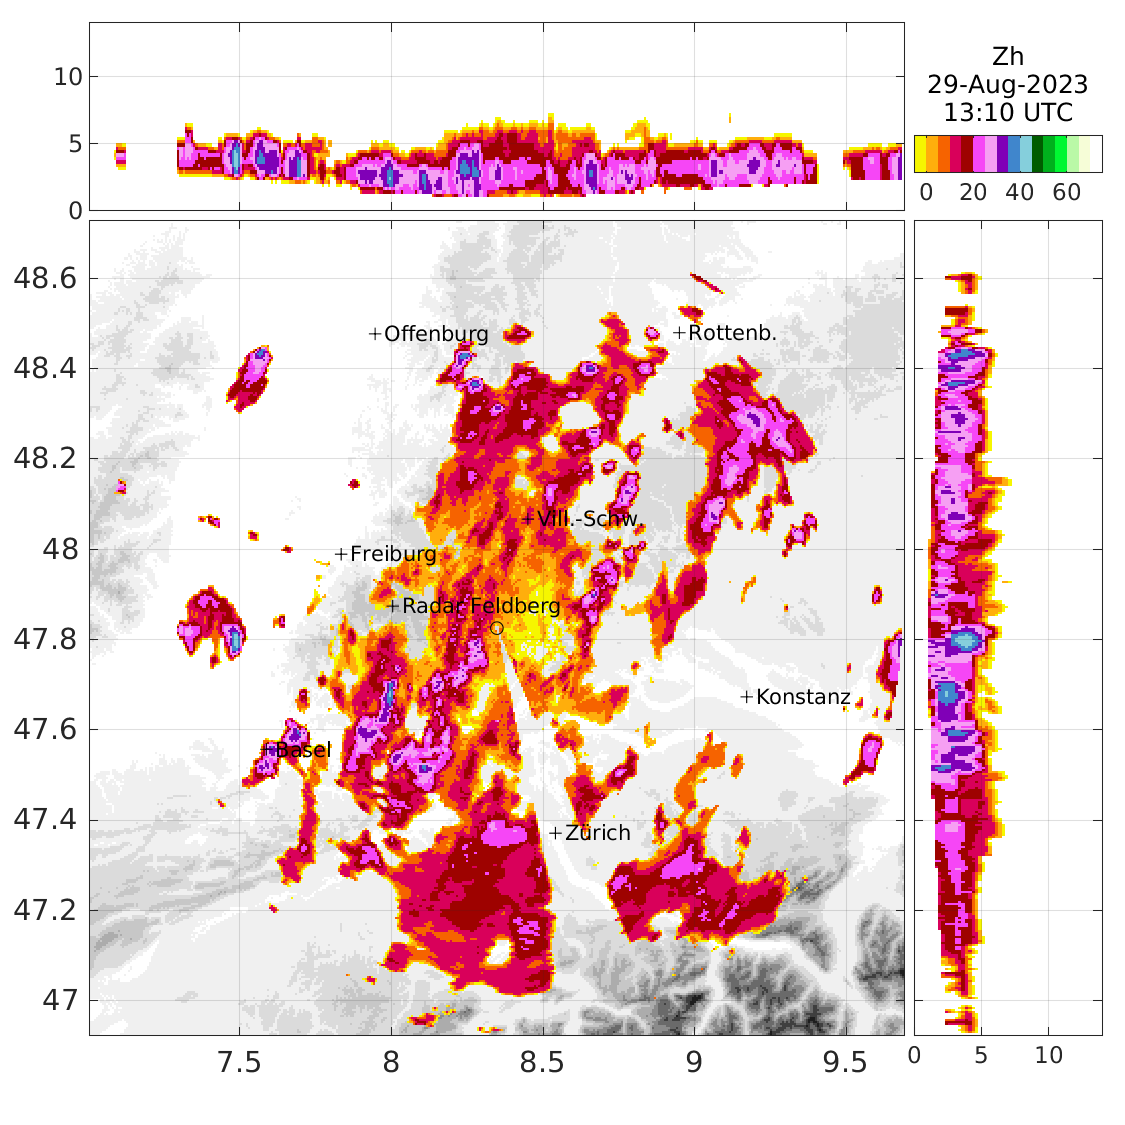 Zh
29-Aug-2023
13:10 UTC
10
5
0
0 20 40 60
48.6
48.4
48.2
48
47.8
47.6
47.4
47.2
47
+Offenburg
+Rottenb.
+Vill.-Schw.
+Freiburg
+Radar Feldberg
+Konstanz
+Basel
+Zürich
7.5 8 8.5 9 9.5
0 5 10